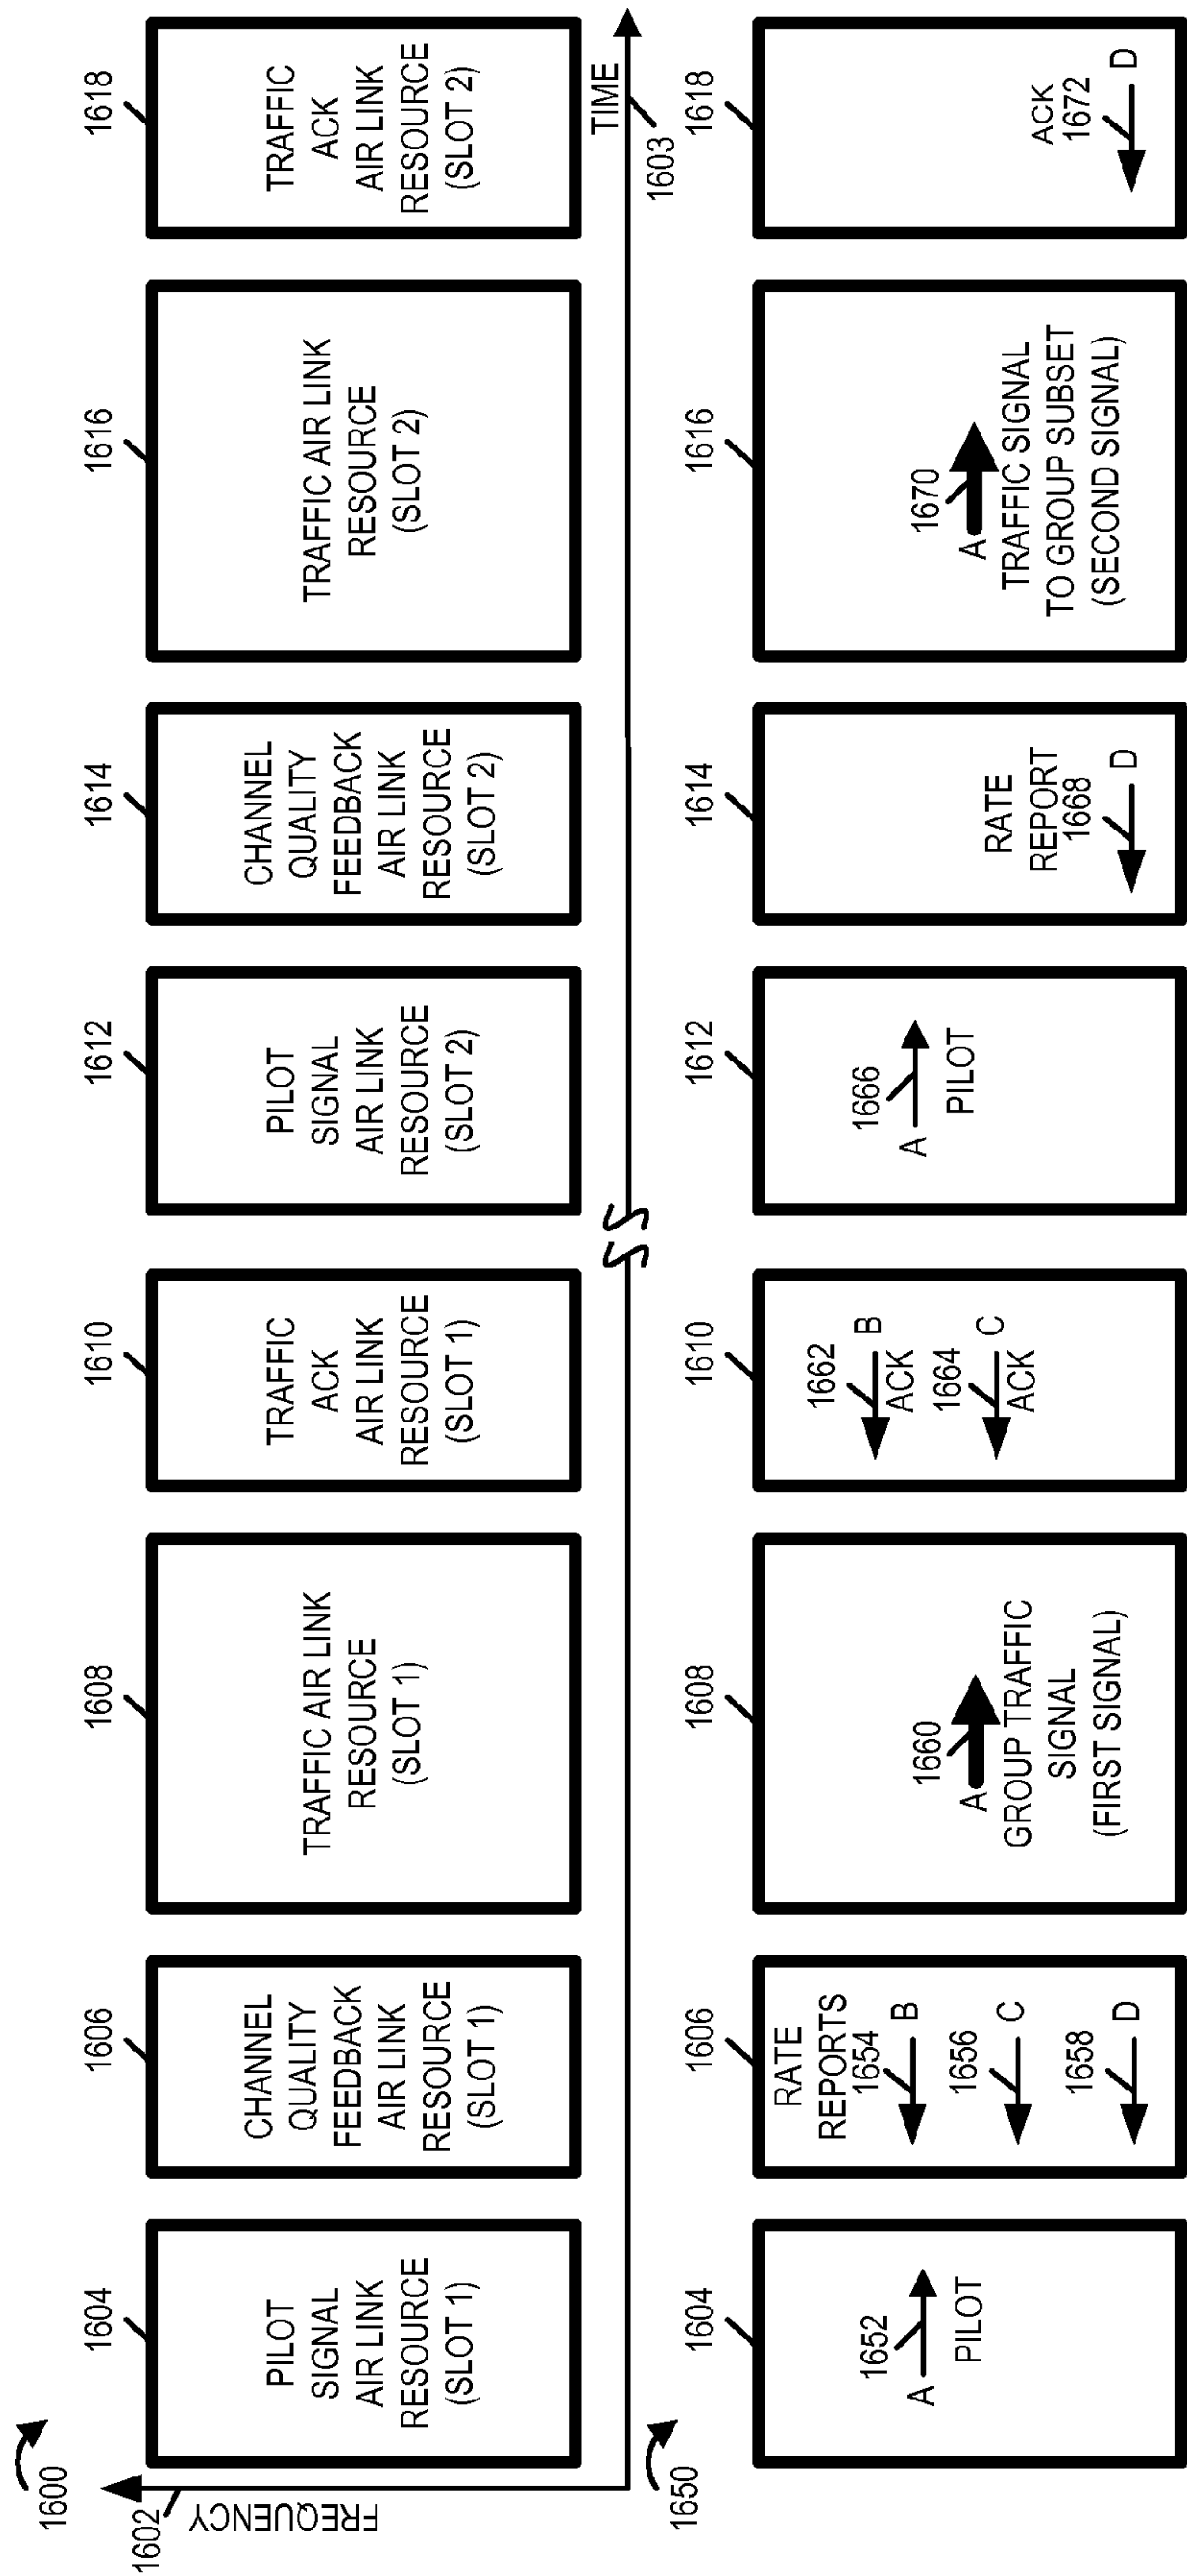 1600
FREQUENCY
1602
1604
PILOT
SIGNAL
AIR LINK
RESOURCE
(SLOT 1)
1606
CHANNEL
QUALITY
FEEDBACK
AIR LINK
RESOURCE
(SLOT 1)
1608
TRAFFIC AIR LINK
RESOURCE
(SLOT 1)
1610
TRAFFIC
ACK
AIR LINK
RESOURCE
(SLOT 1)
1612
PILOT
SIGNAL
AIR LINK
RESOURCE
(SLOT 2)
1614
CHANNEL
QUALITY
FEEDBACK
AIR LINK
RESOURCE
(SLOT 2)
1616
TRAFFIC AIR LINK
RESOURCE
(SLOT 2)
1618
TRAFFIC
ACK
AIR LINK
RESOURCE
(SLOT 2)
TIME
1603
1650
1604
1652
A
PILOT
1606
RATE
REPORTS
1654
B
1656
C
1658
D
1608
1660
A
GROUP TRAFFIC
SIGNAL
(FIRST SIGNAL)
1610
1662
B
ACK
1664
C
ACK
1612
1666
A
PILOT
1614
RATE
REPORT
1668
D
1616
1670
A
TRAFFIC SIGNAL
TO GROUP SUBSET
(SECOND SIGNAL)
1618
ACK
1672
D